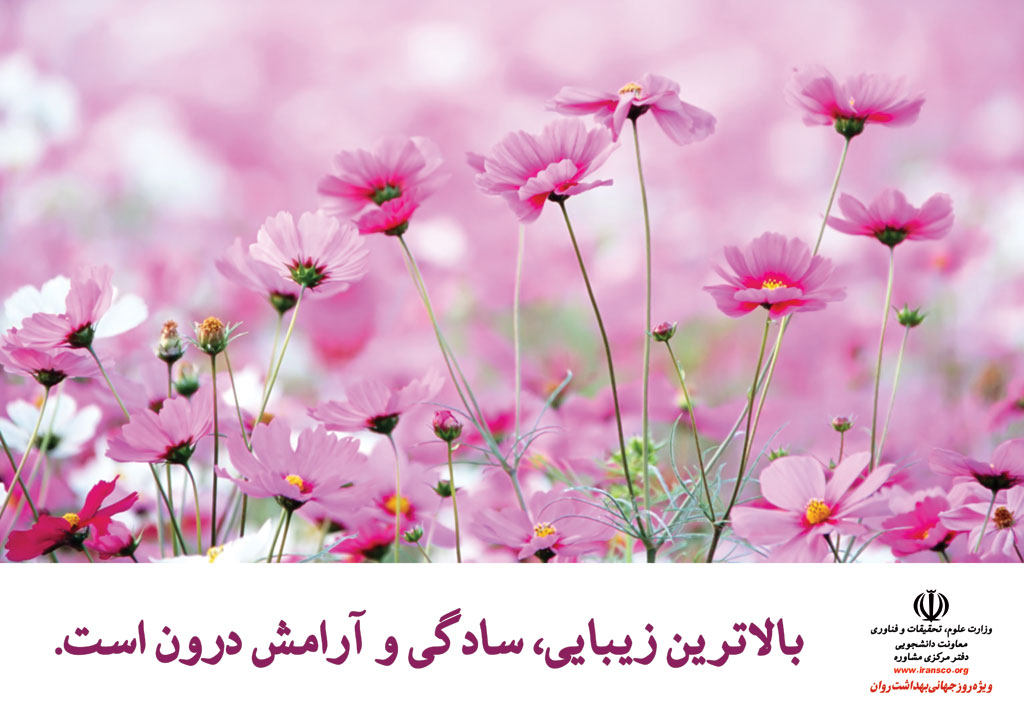 بالاترین زیبایی، سادگی و آرامش درون است.
وزارت علوم، تحقیقات و فناوری
معاونت دانشجویی
دفتر مرکزی مشاوره
www.iransco.org
ویژه روز جهانی بهداشت روان